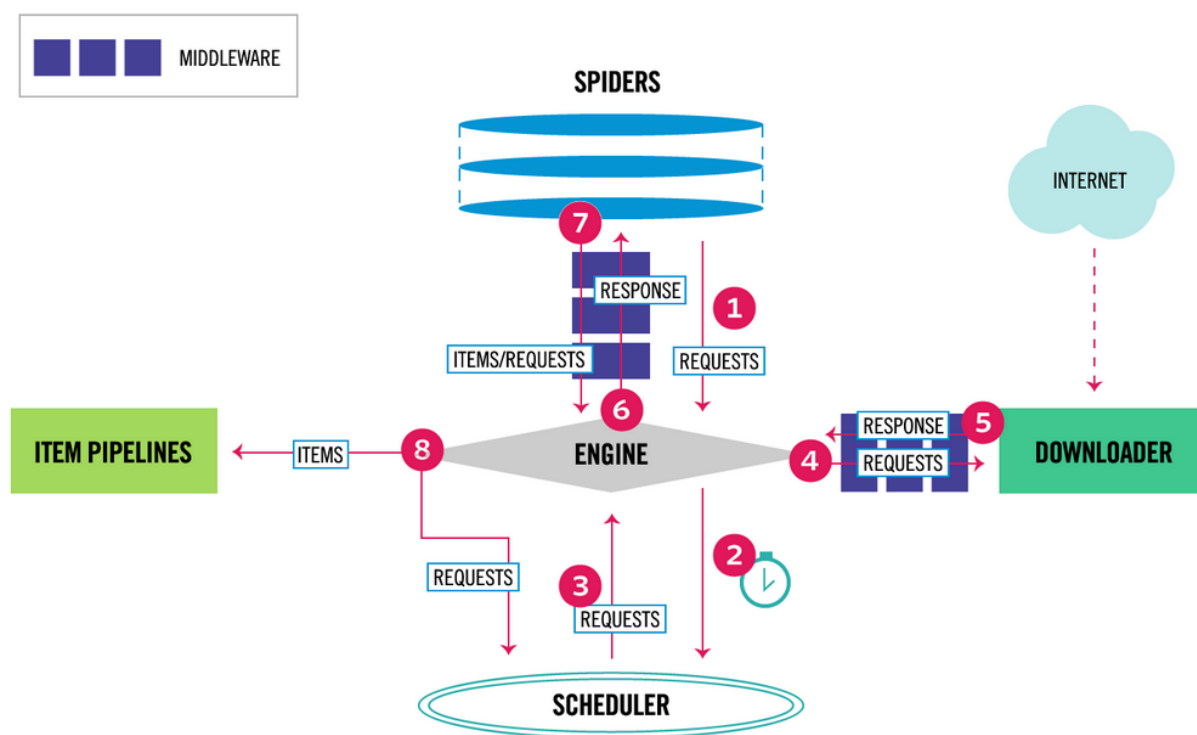 MIDDLEWARE
SPIDERS
INTERNET
7
RESPONSE
1
ITEMS/REQUESTS
REQUESTS
6
RESPONSE
5
ITEM PIPELINES
ITEMS
8
ENGINE
4
REQUESTS
DOWNLOADER
2
REQUESTS
3
REQUESTS
SCHEDULER